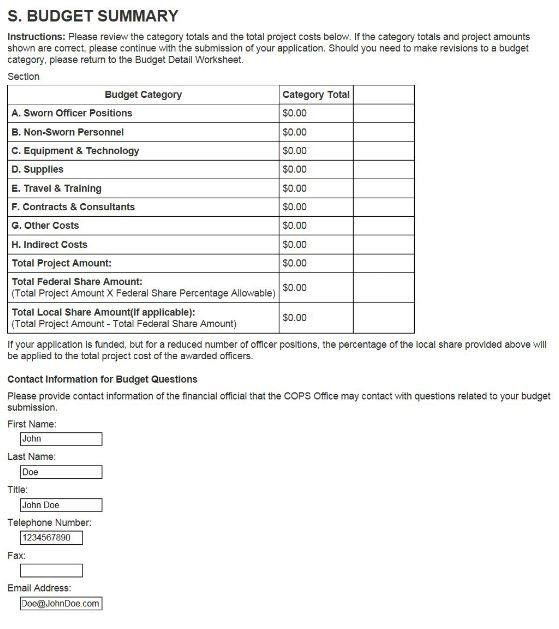 S. BUDGET SUMMARY
Instructions: Please review the category totals and the total project costs below. If the category totals and project amounts
shown are correct, please continue with the submission of your application. Should you need to make revisions to a budget
category, please return to the Budget Detail Worksheet.
Section
Budget Category Category Total
A. Sworn Officer Positions $0.00
B. Non-Sworn Personnel $0.00
C. Equipment & Technology $0.00
D. Supplies $0.00
E. Travel & Training $0.00
F. Contracts & Consultants $0.00
G. Other Costs $0.00
H. Indirect Costs $0.00
Total Project Amount: $0.00
Total Federal Share Amount:
(Total Project Amount X Federal Share Percentage Allowable) $0.00
Total Local Share Amount(if applicable):
(Total Project Amount - Total Federal Share Amount) $0.00
If your application is funded, but for a reduced number of officer positions, the percentage of the local share provided above will
be applied to the total project cost of the awarded officers.
Contact Information for Budget Questions
Please provide contact information of the financial official that the COPS Office may contact with questions related to your budget
submission.
First Name:
John
Last Name:
Doe
Title:
John Doe
Telephone Number:
1234567890
Fax:
Email Address:
Doe@JohnDoe.com